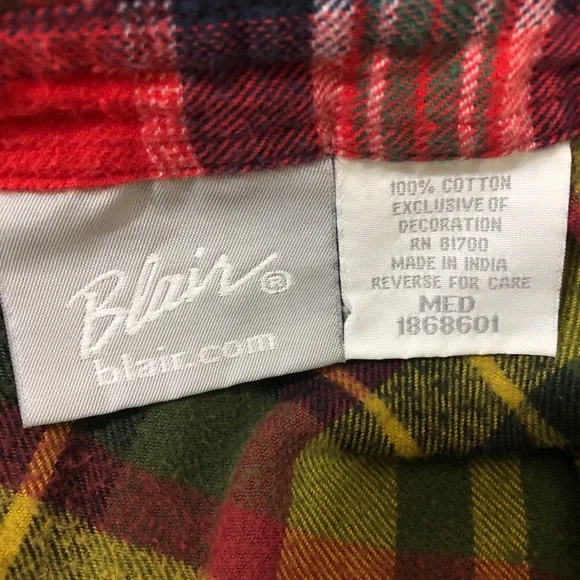 Blair®
blair.com
100% COTTON
EXCLUSIVE OF
DECORATION
RN 81700
MADE IN INDIA
REVERSE FOR CARE
MED
1868601